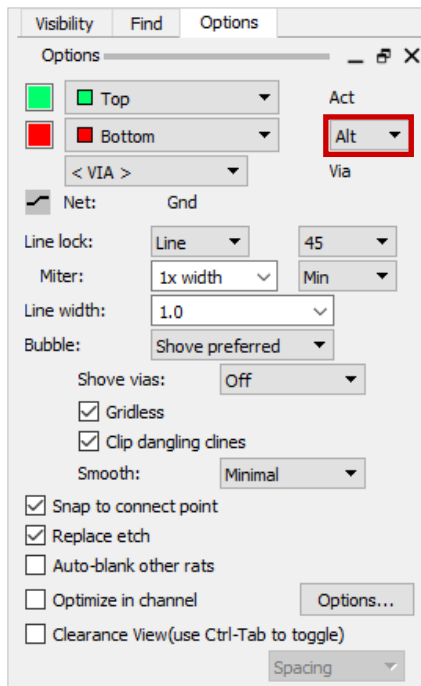 Visibility Find Options
Options
Top Act
Bottom Alt
< VIA > Via
Net: Gnd
Line lock: Line 45
Miter: 1x width Min
Line width: 1.0
Bubble: Shove preferred
Shove vias: Off
Gridless
Clip dangling clines
Smooth: Minimal
Snap to connect point
Replace etch
Auto-blank other rats
Optimize in channel Options...
Clearance View(use Ctrl-Tab to toggle)
Spacing